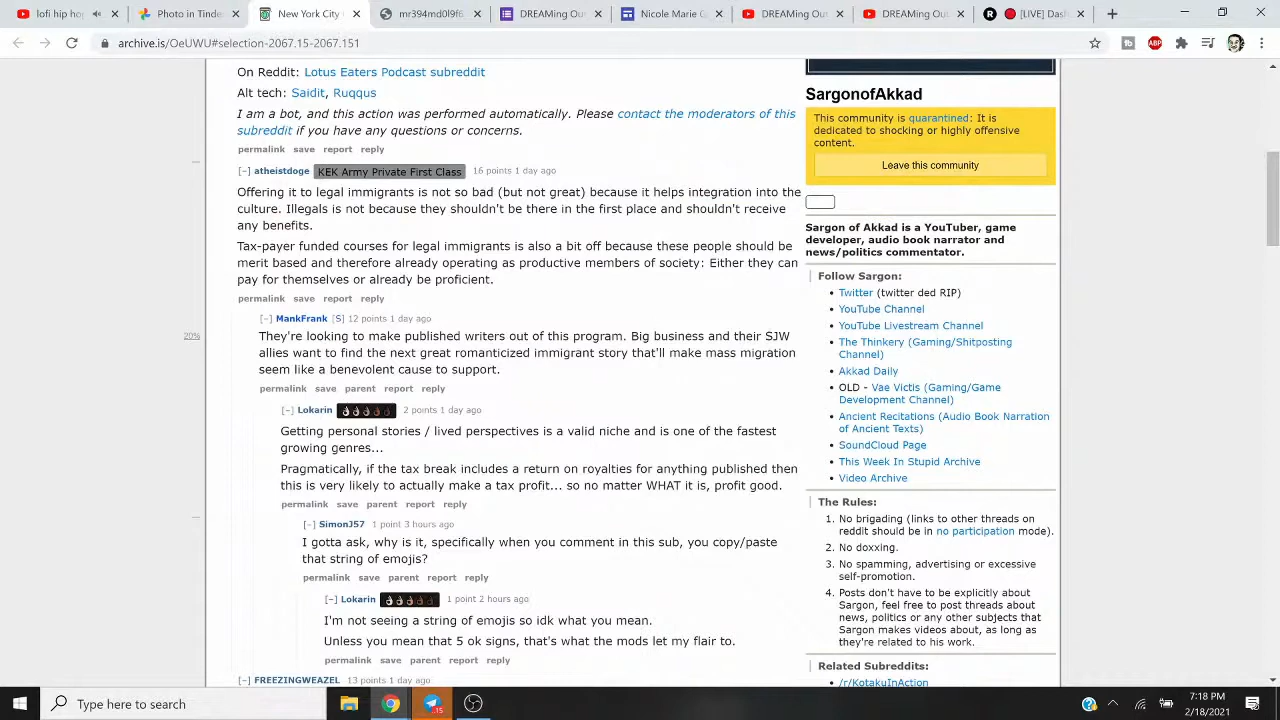 lofi hip ho
Photo in Tinde
New York City
mr394md0l9f6
DREAMing Ou
Nicole Marie G
DREAMing Ou
DREAMing Ou
[LIVE] Das
archive.is/OeUWU#selection-2067.15-2067.151
On Reddit: Lotus Eaters Podcast subreddit
Alt tech: Saidit, Ruqqus
I am a bot, and this action was performed automatically. Please contact the moderators of this
subreddit if you have any questions or concerns.
permalink save report reply
[–] atheistdoge KEK Army Private First Class 16 points 1 day ago
Offering it to legal immigrants is not so bad (but not great) because it helps integration into the
culture. Illegals is not because they shouldn't be there in the first place and shouldn't receive
any benefits.
Tax-payer funded courses for legal immigrants is also a bit off because these people should be
merit based and therefore already operating as productive members of society: Either they can
pay for themselves or already be proficient.
permalink save report reply
[–] MankFrank [S] 12 points 1 day ago
20%
They're looking to make published writers out of this program. Big business and their SJW
allies want to find the next great romanticized immigrant story that'll make mass migration
seem like a benevolent cause to support.
permalink save parent report reply
[–] Lokarin 👌👌👌👌👌 2 points 1 day ago
Getting personal stories / lived perspectives is a valid niche and is one of the fastest
growing genres...
Pragmatically, if the tax break includes a return on royalties for anything published then
this is very likely to actually make a tax profit... so no matter WHAT it is, profit good.
permalink save parent report reply
[–] SimonJ57 1 point 3 hours ago
I gotta ask, why is it, specifically when you comment in this sub, you copy/paste
that string of emojis?
permalink save parent report reply
[–] Lokarin 👌👌👌👌👌 1 point 2 hours ago
I'm not seeing a string of emojis so idk what you mean.
Unless you mean that 5 ok signs, that's what the mods let my flair to.
permalink save parent report reply
[–] FREEZINGWEAZEL 13 points 1 day ago
SargonofAkkad
This community is quarantined: It is
dedicated to shocking or highly offensive
content.
Leave this community
Sargon of Akkad is a YouTuber, game
developer, audio book narrator and
news/politics commentator.
Follow Sargon:
• Twitter (twitter ded RIP)
• YouTube Channel
• YouTube Livestream Channel
• The Thinkery (Gaming/Shitposting
Channel)
• Akkad Daily
• OLD - Vae Victis (Gaming/Game
Development Channel)
• Ancient Recitations (Audio Book Narration
of Ancient Texts)
• SoundCloud Page
• This Week In Stupid Archive
• Video Archive
The Rules:
1. No brigading (links to other threads on
reddit should be in no participation mode).
2. No doxxing.
3. No spamming, advertising or excessive
self-promotion.
4. Posts don't have to be explicitly about
Sargon, feel free to post threads about
news, politics or any other subjects that
Sargon makes videos about, as long as
they're related to his work.
Related Subreddits:
• /r/KotakuInAction
Type here to search
15
7:18 PM
2/18/2021